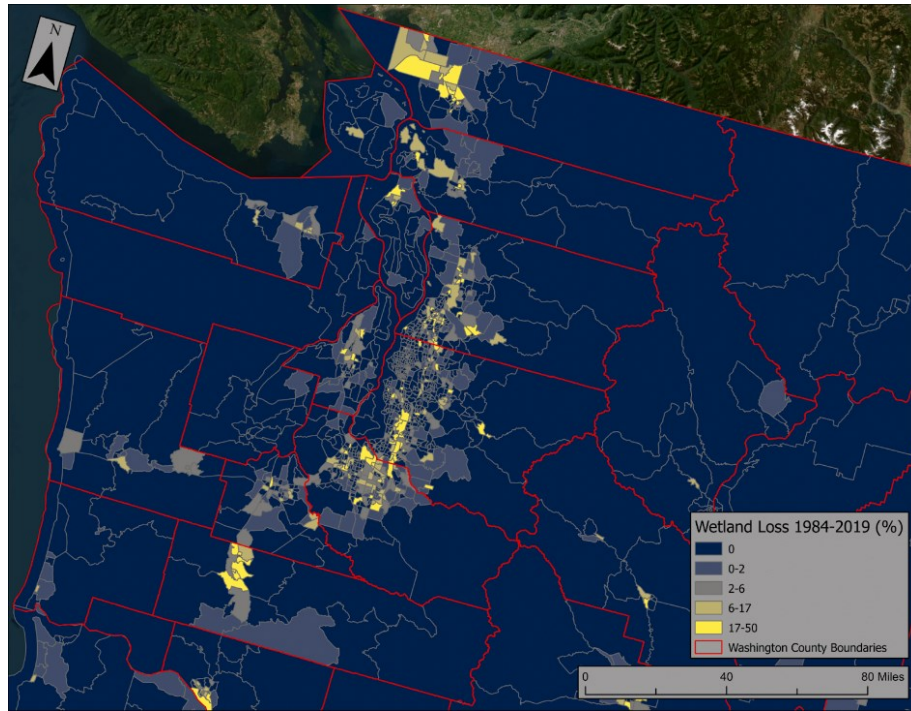 N
Wetland Loss 1984-2019 (%)
0
0-2
2-6
6-17
17-50
Washington County Boundaries
0 40 80 Miles